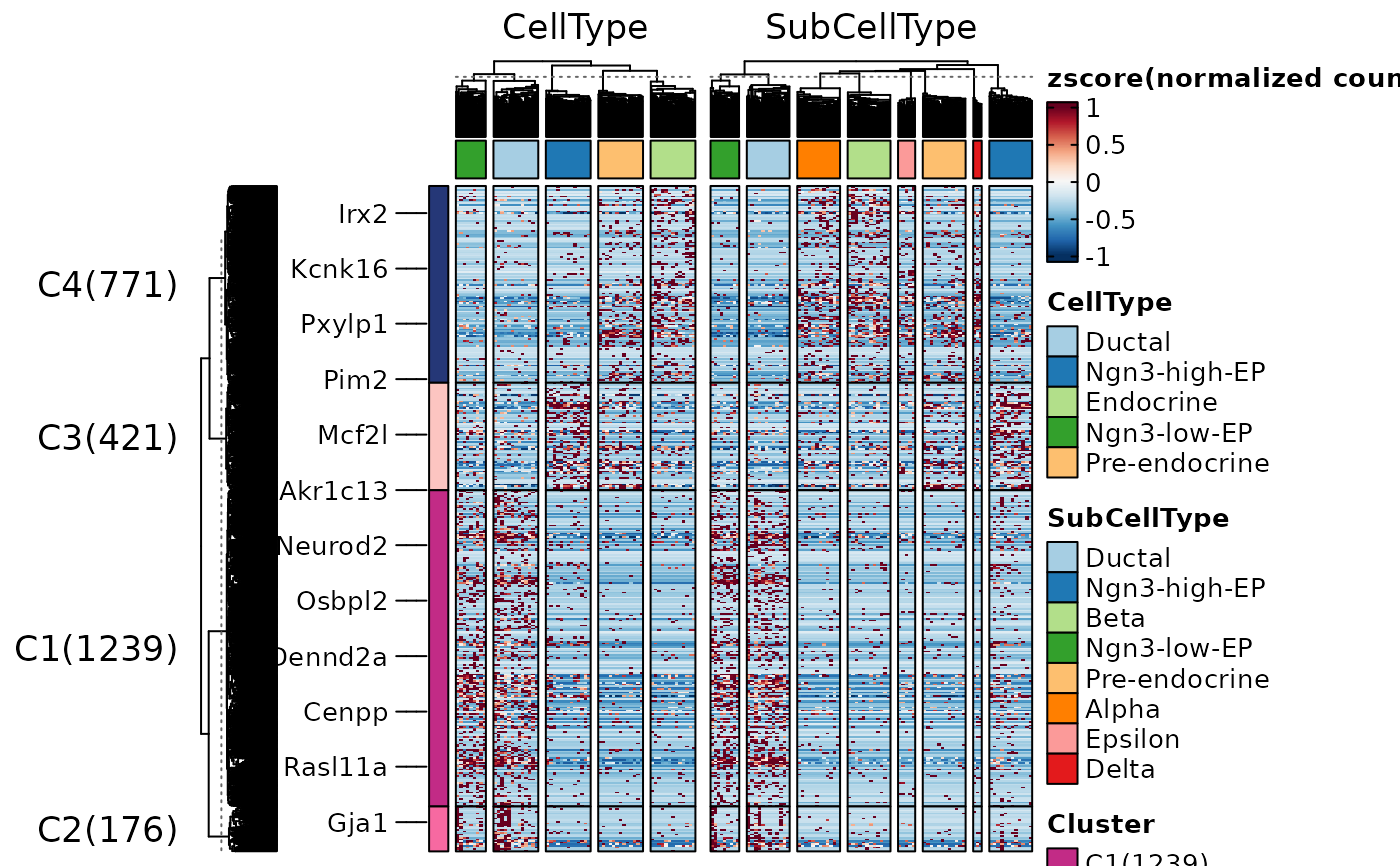 CellType
SubCellType
C4(771)
C3(421)
C1(1239)
C2(176)
Irx2
Kcnk16
Pxylp1
Pim2
Mcf2l
Akr1c13
Neurod2
Osbpl2
Dennd2a
Cenpp
Rasl11a
Gja1
zscore(normalized coun
1
0.5
0
-0.5
-1
CellType
Ductal
Ngn3-high-EP
Endocrine
Ngn3-low-EP
Pre-endocrine
SubCellType
Ductal
Ngn3-high-EP
Beta
Ngn3-low-EP
Pre-endocrine
Alpha
Epsilon
Delta
Cluster
C1(1239)